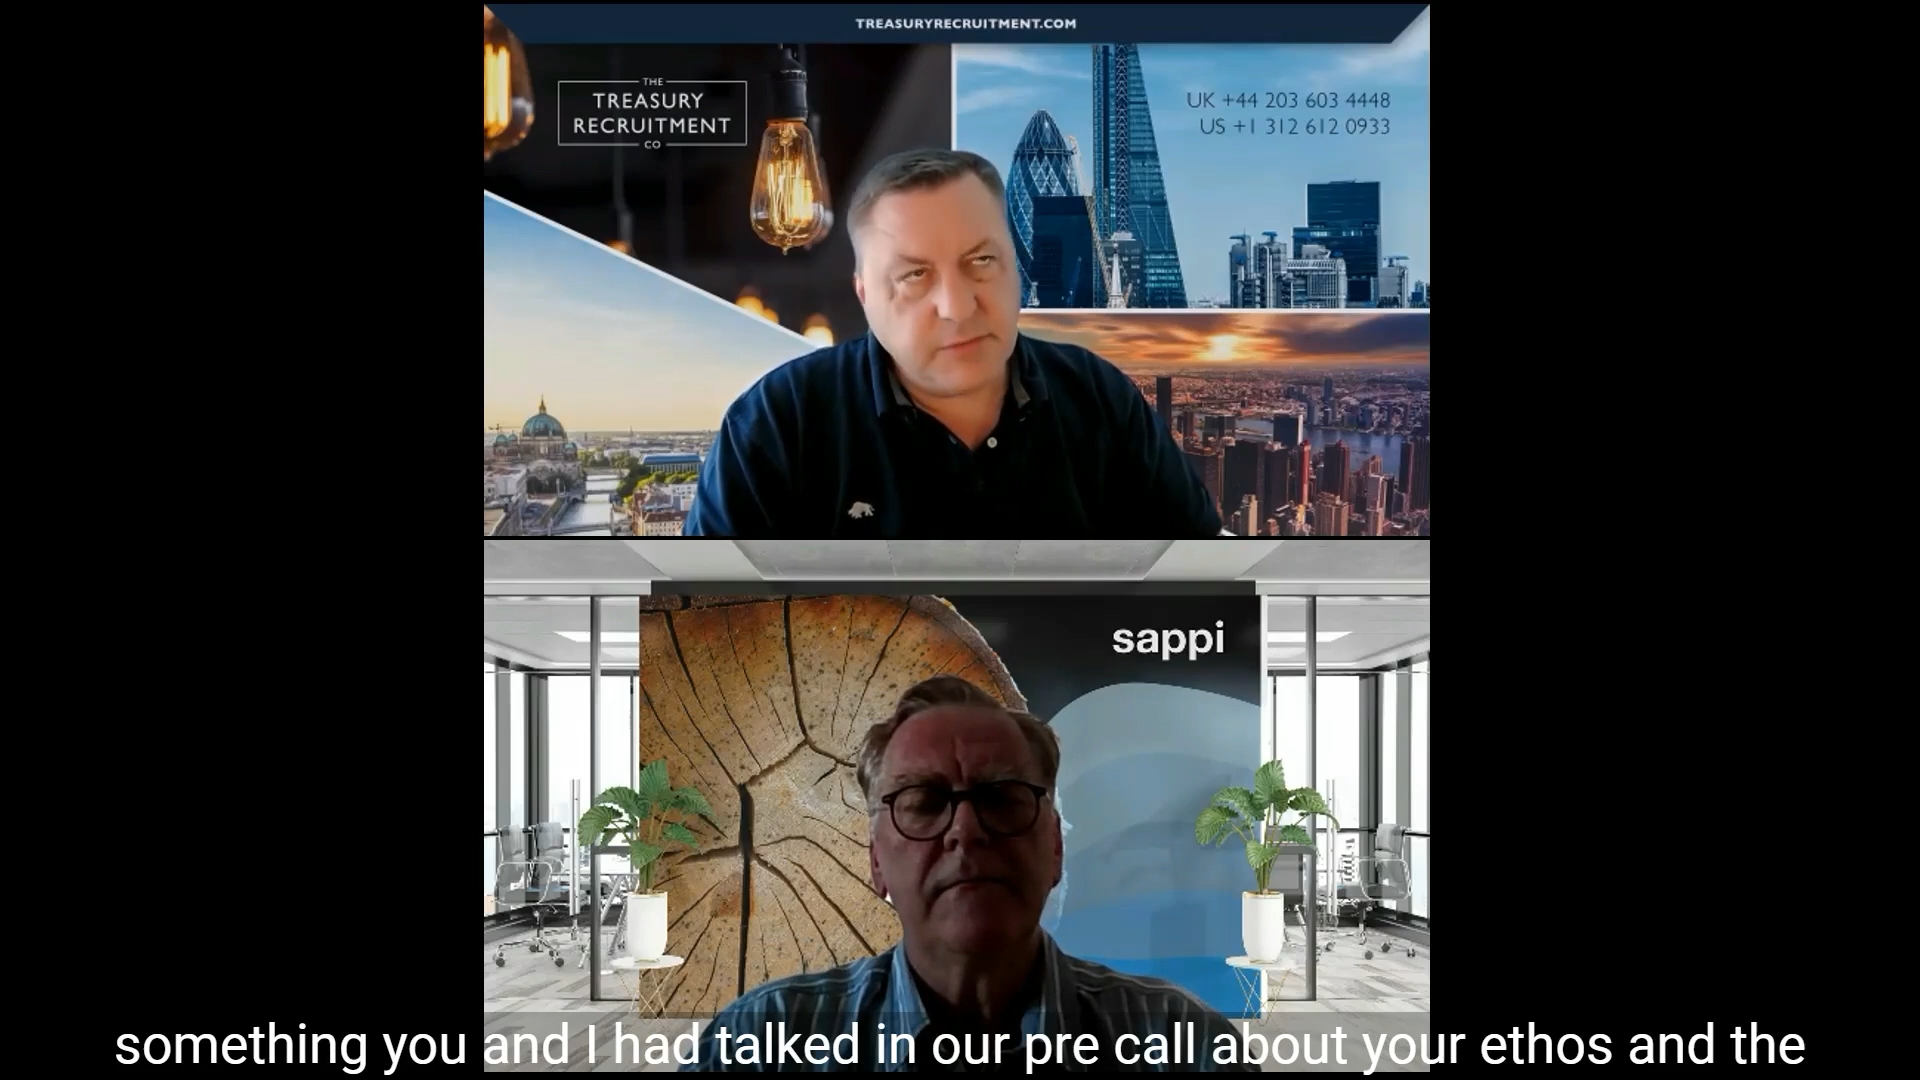 TREASURYRECRUITMENT.COM
THE
TREASURY
RECRUITMENT
CO
UK +44 203 603 4448
US +1 312 612 0933
sappi
something you and I had talked in our pre call about your ethos and the